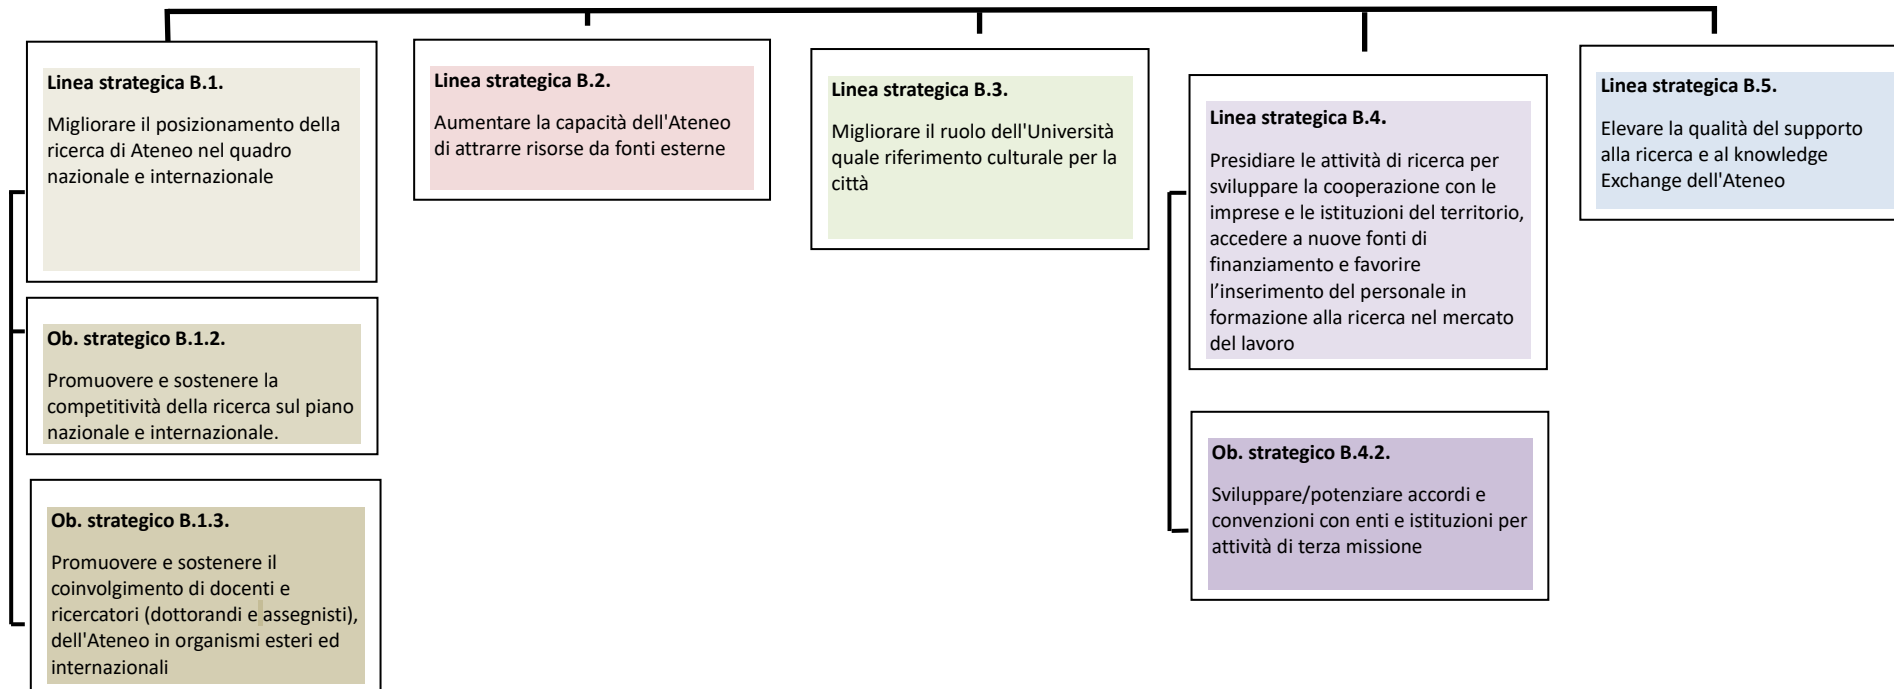 Linea strategica B.1.
Migliorare il posizionamento della
ricerca di Ateneo nel quadro
nazionale e internazionale
Ob. strategico B.1.2.
Promuovere e sostenere la
competitività della ricerca sul piano
nazionale e internazionale.
Ob. strategico B.1.3.
Promuovere e sostenere il
coinvolgimento di docenti e
ricercatori (dottorandi e assegnisti),
dell'Ateneo in organismi esteri ed
internazionali
Linea strategica B.2.
Aumentare la capacità dell'Ateneo
di attrarre risorse da fonti esterne
Linea strategica B.3.
Migliorare il ruolo dell'Università
quale riferimento culturale per la
città
Linea strategica B.4.
Presidiare le attività di ricerca per
sviluppare la cooperazione con le
imprese e le istituzioni del territorio,
accedere a nuove fonti di
finanziamento e favorire
l’inserimento del personale in
formazione alla ricerca nel mercato
del lavoro
Ob. strategico B.4.2.
Sviluppare/potenziare accordi e
convenzioni con enti e istituzioni per
attività di terza missione
Linea strategica B.5.
Elevare la qualità del supporto
alla ricerca e al knowledge
Exchange dell'Ateneo